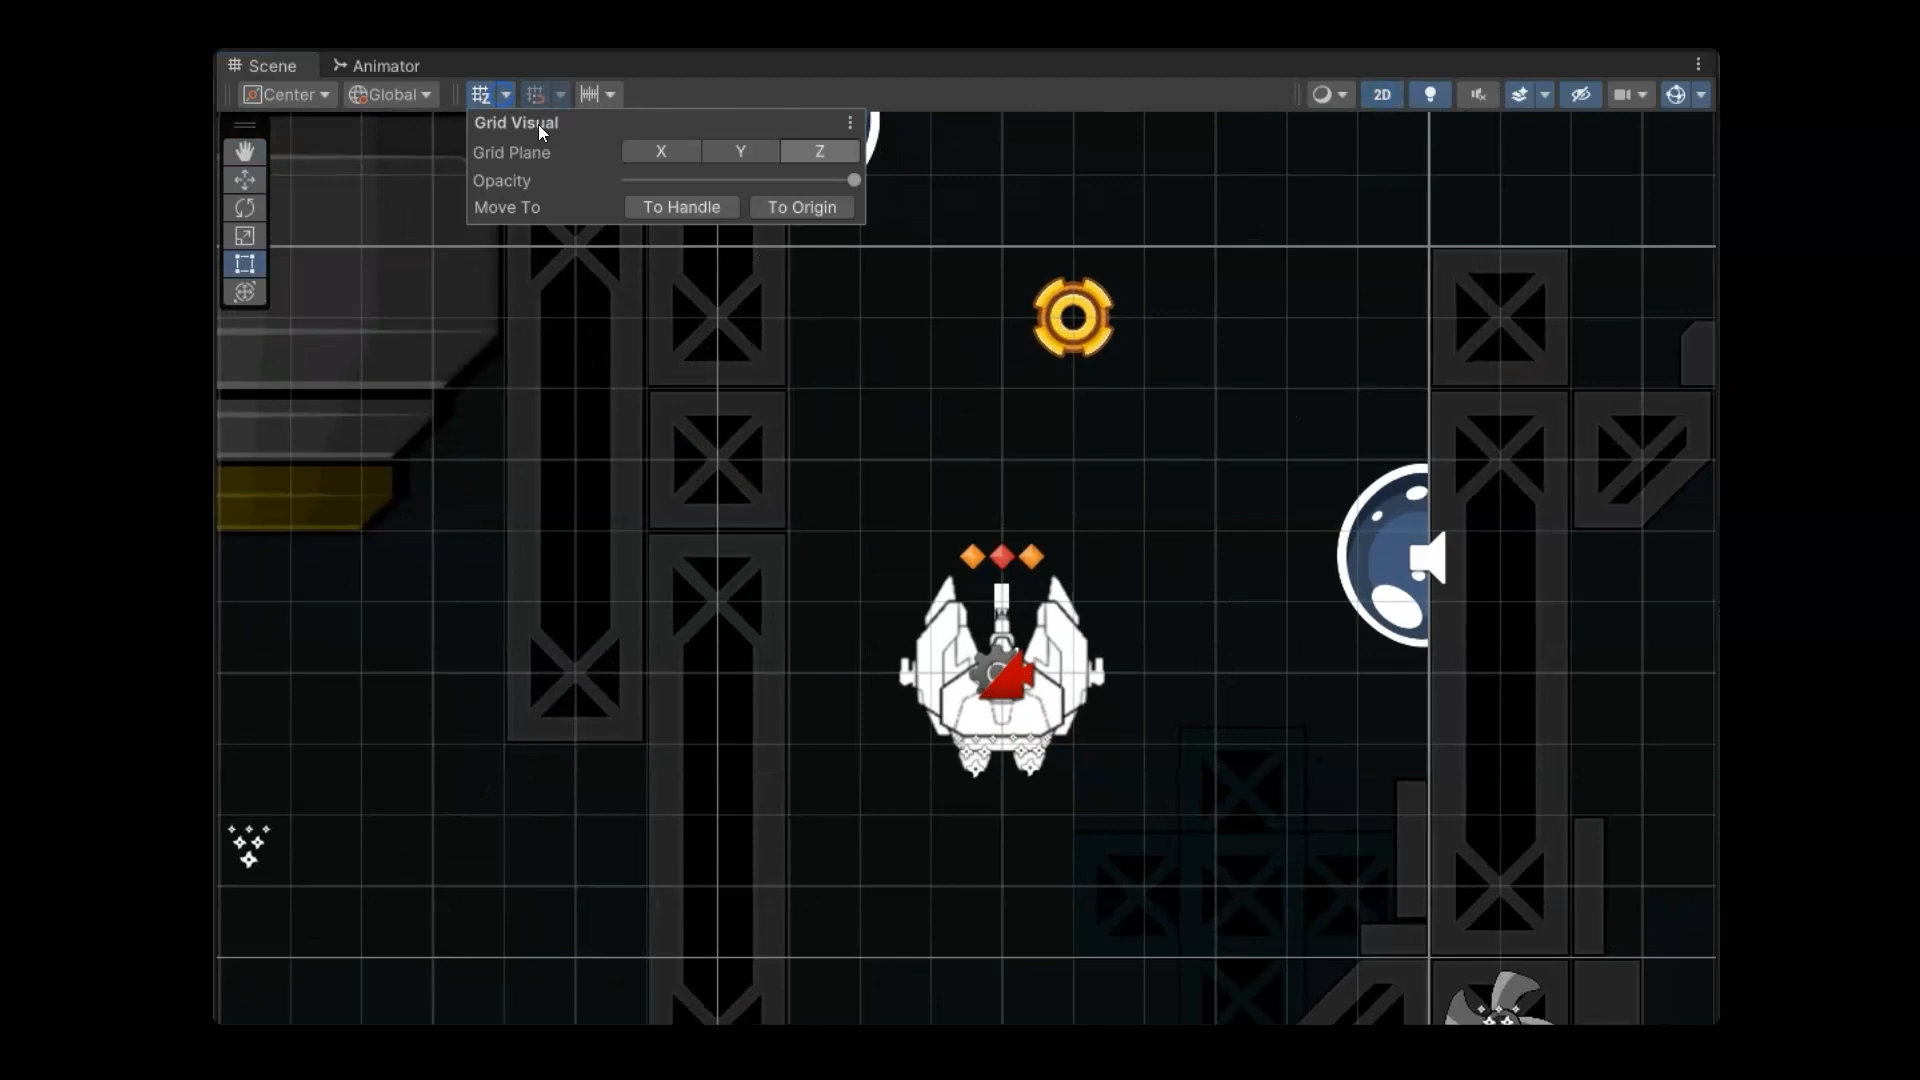 Scene Animator
Center Global 2D
Grid Visual
Grid Plane X Y Z
Opacity
Move To To Handle To Origin